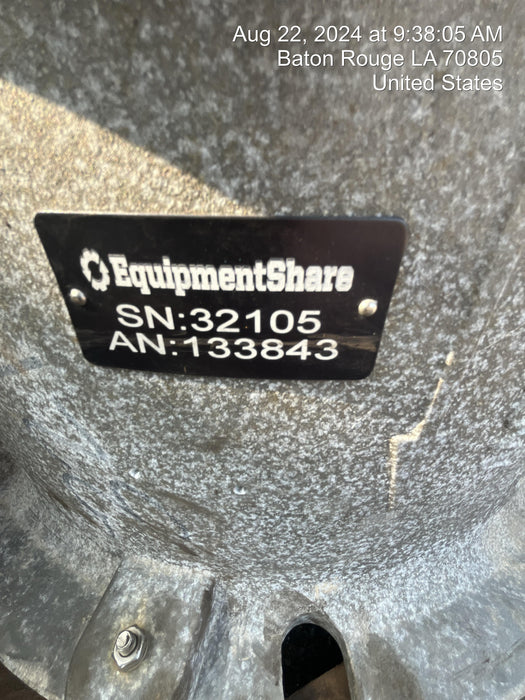 Aug 22, 2024 at 9:38:05 AM
Baton Rouge LA 70805
United States
EquipmentShare
SN:32105
AN:133843